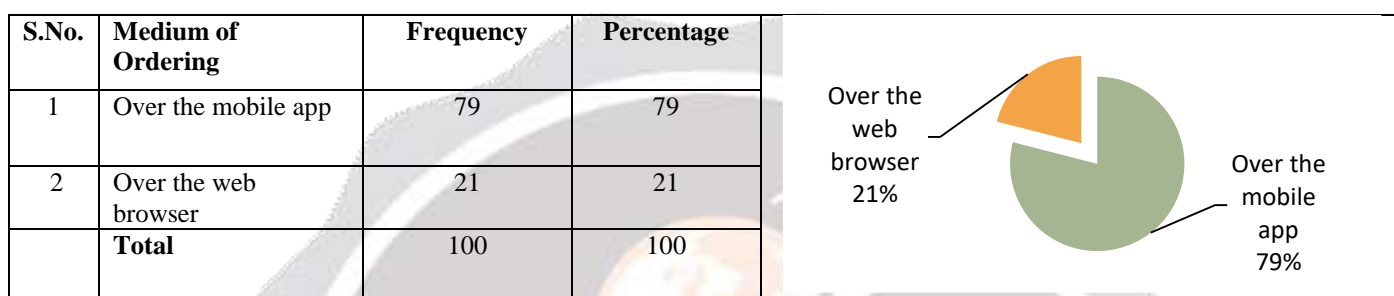 S.No. Medium of Ordering Frequency Percentage
1 Over the mobile app 79 79
2 Over the web browser 21 21
Total 100 100
Over the
web
browser
21%
Over the
mobile
app
79%